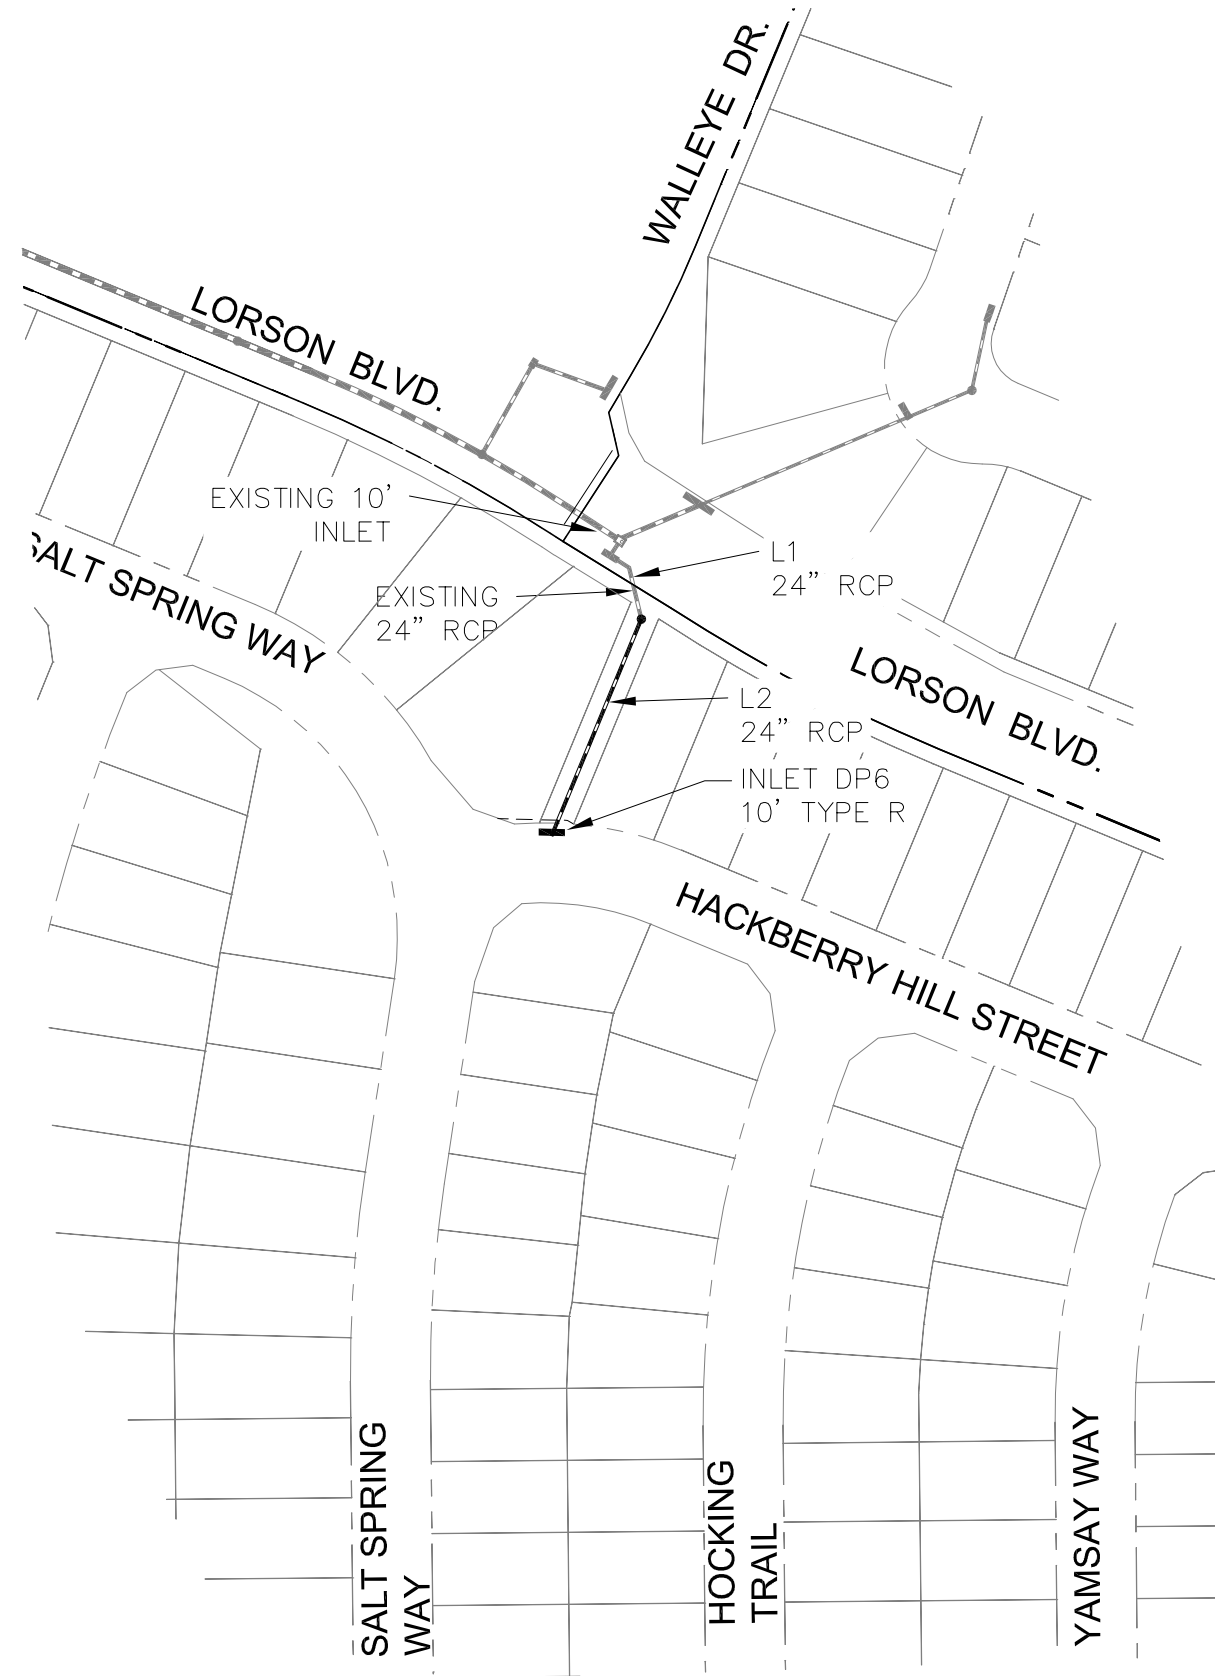 WALLEYE DR.
LORSON BLVD.
EXISTING 10'
INLET
L1
24" RCP
EXISTING
24" RCP
SALT SPRING WAY
L2
24" RCP
LORSON BLVD.
INLET DP6
10' TYPE R
HACKBERRY HILL STREET
SALT SPRING
WAY
HOCKING
TRAIL
YAMSAY WAY